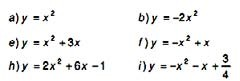 a) y = x² b) y = -2x²
e) y = x² + 3x f) y = -x² + x
h) y = 2x² + 6x - 1 i) y = -x² - x + 3/4